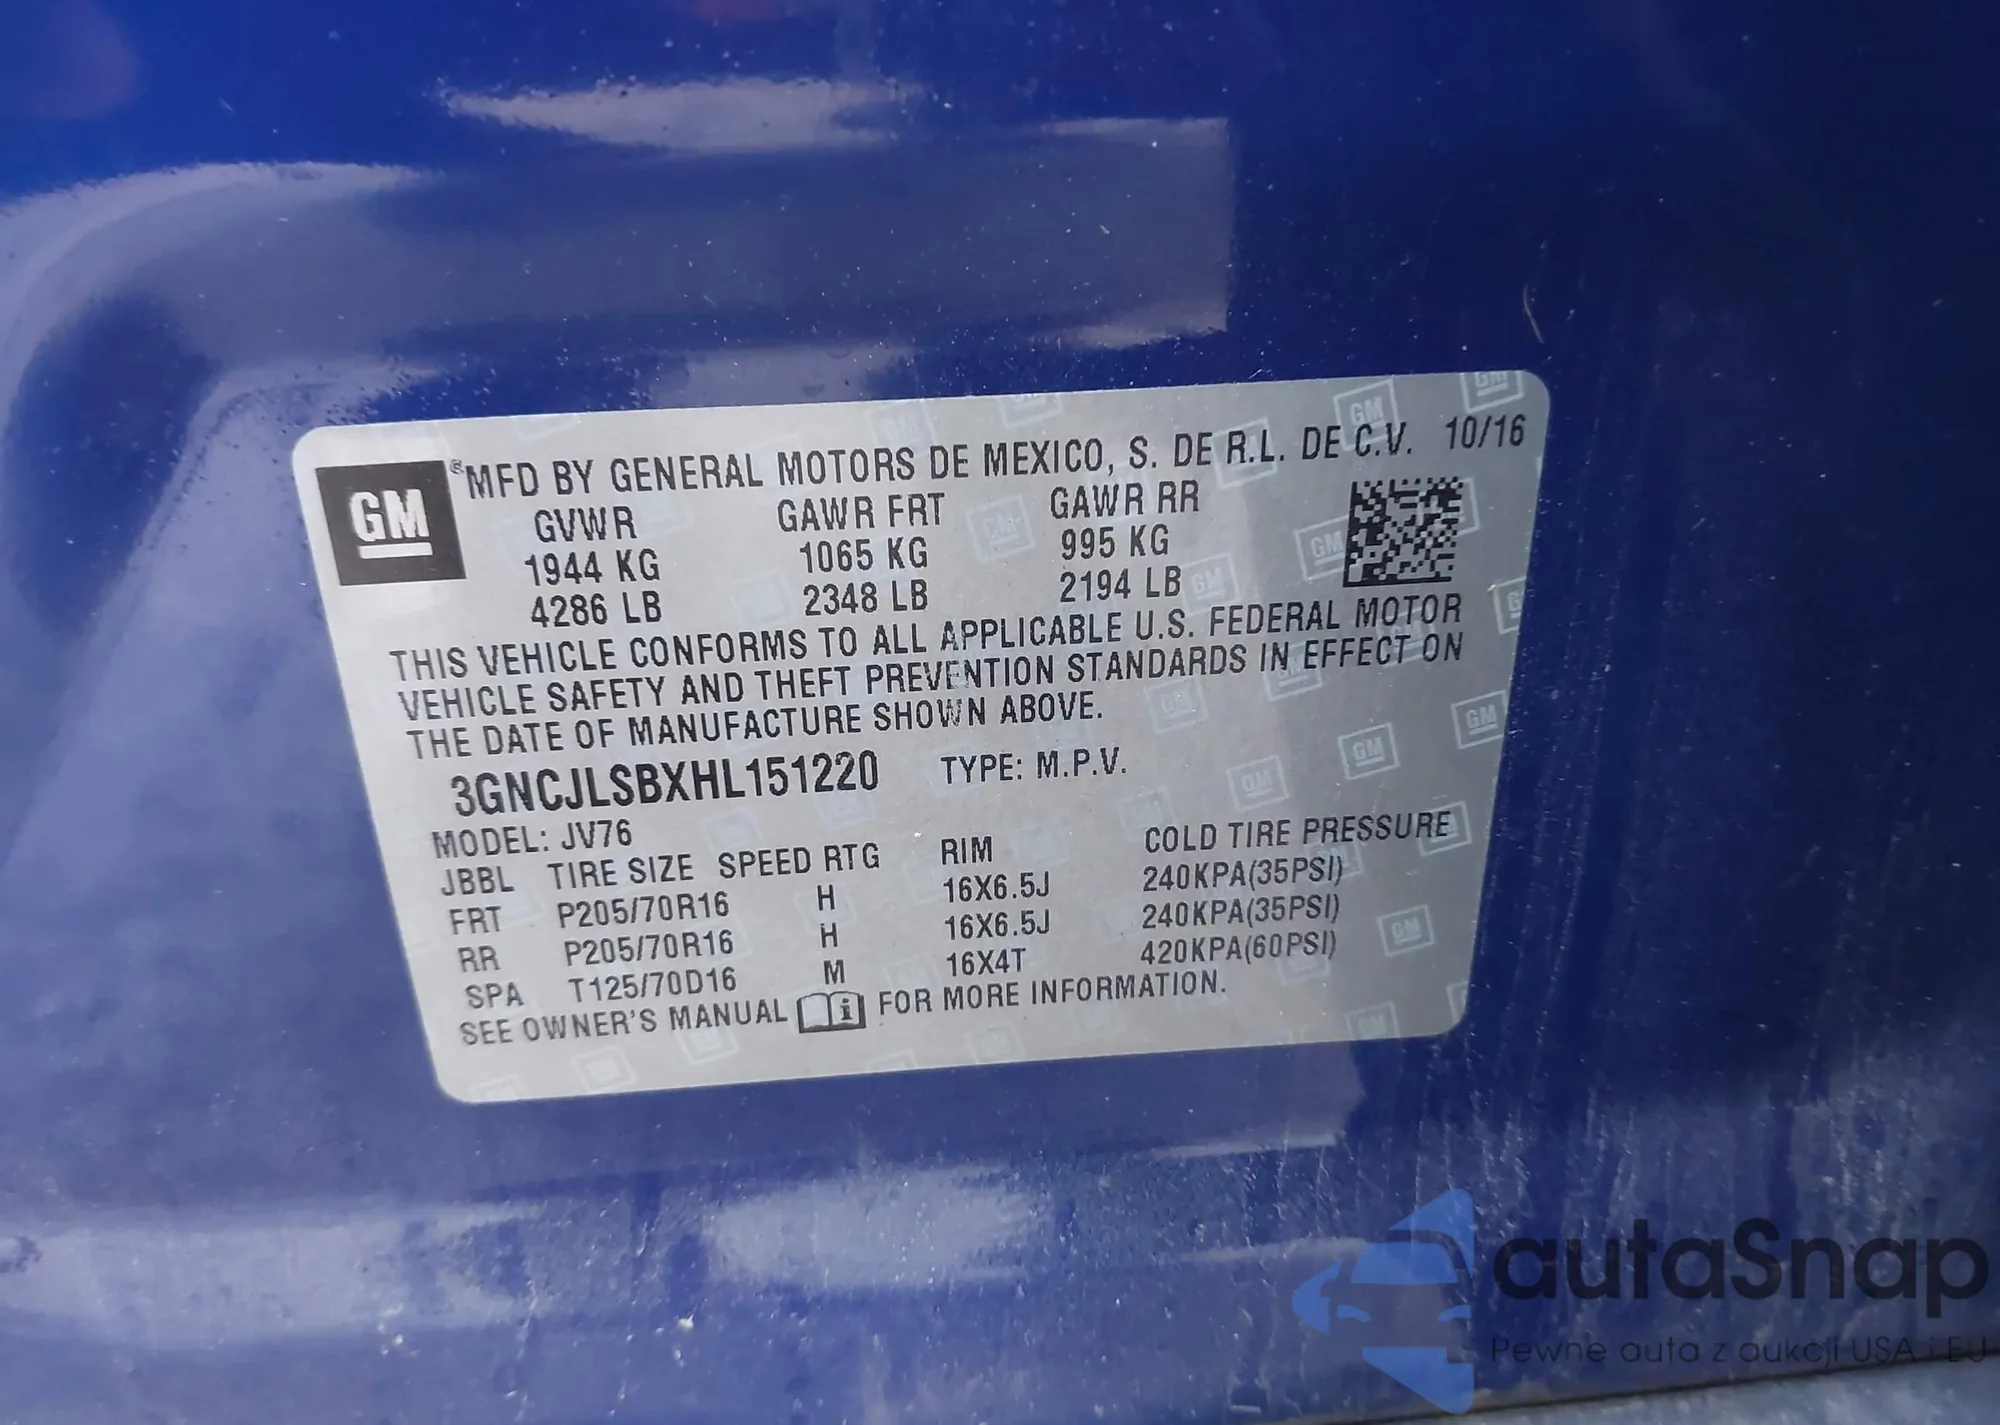 GM
®MFD BY GENERAL MOTORS DE MEXICO, S. DE R.L. DE C.V. 10/16
GVWR GAWR FRT GAWR RR
1944 KG 1065 KG 995 KG
4286 LB 2348 LB 2194 LB
THIS VEHICLE CONFORMS TO ALL APPLICABLE U.S. FEDERAL MOTOR
VEHICLE SAFETY AND THEFT PREVENTION STANDARDS IN EFFECT ON
THE DATE OF MANUFACTURE SHOWN ABOVE.
3GNCJLSBXHL151220 TYPE: M.P.V.
MODEL: JV76
JBBL TIRE SIZE SPEED RTG RIM COLD TIRE PRESSURE
FRT P205/70R16 H 16X6.5J 240KPA(35PSI)
RR P205/70R16 H 16X6.5J 240KPA(35PSI)
SPA T125/70D16 M 16X4T 420KPA(60PSI)
SEE OWNER'S MANUAL i FOR MORE INFORMATION.
autaSnap
Pewne auta z aukcji USA i EU